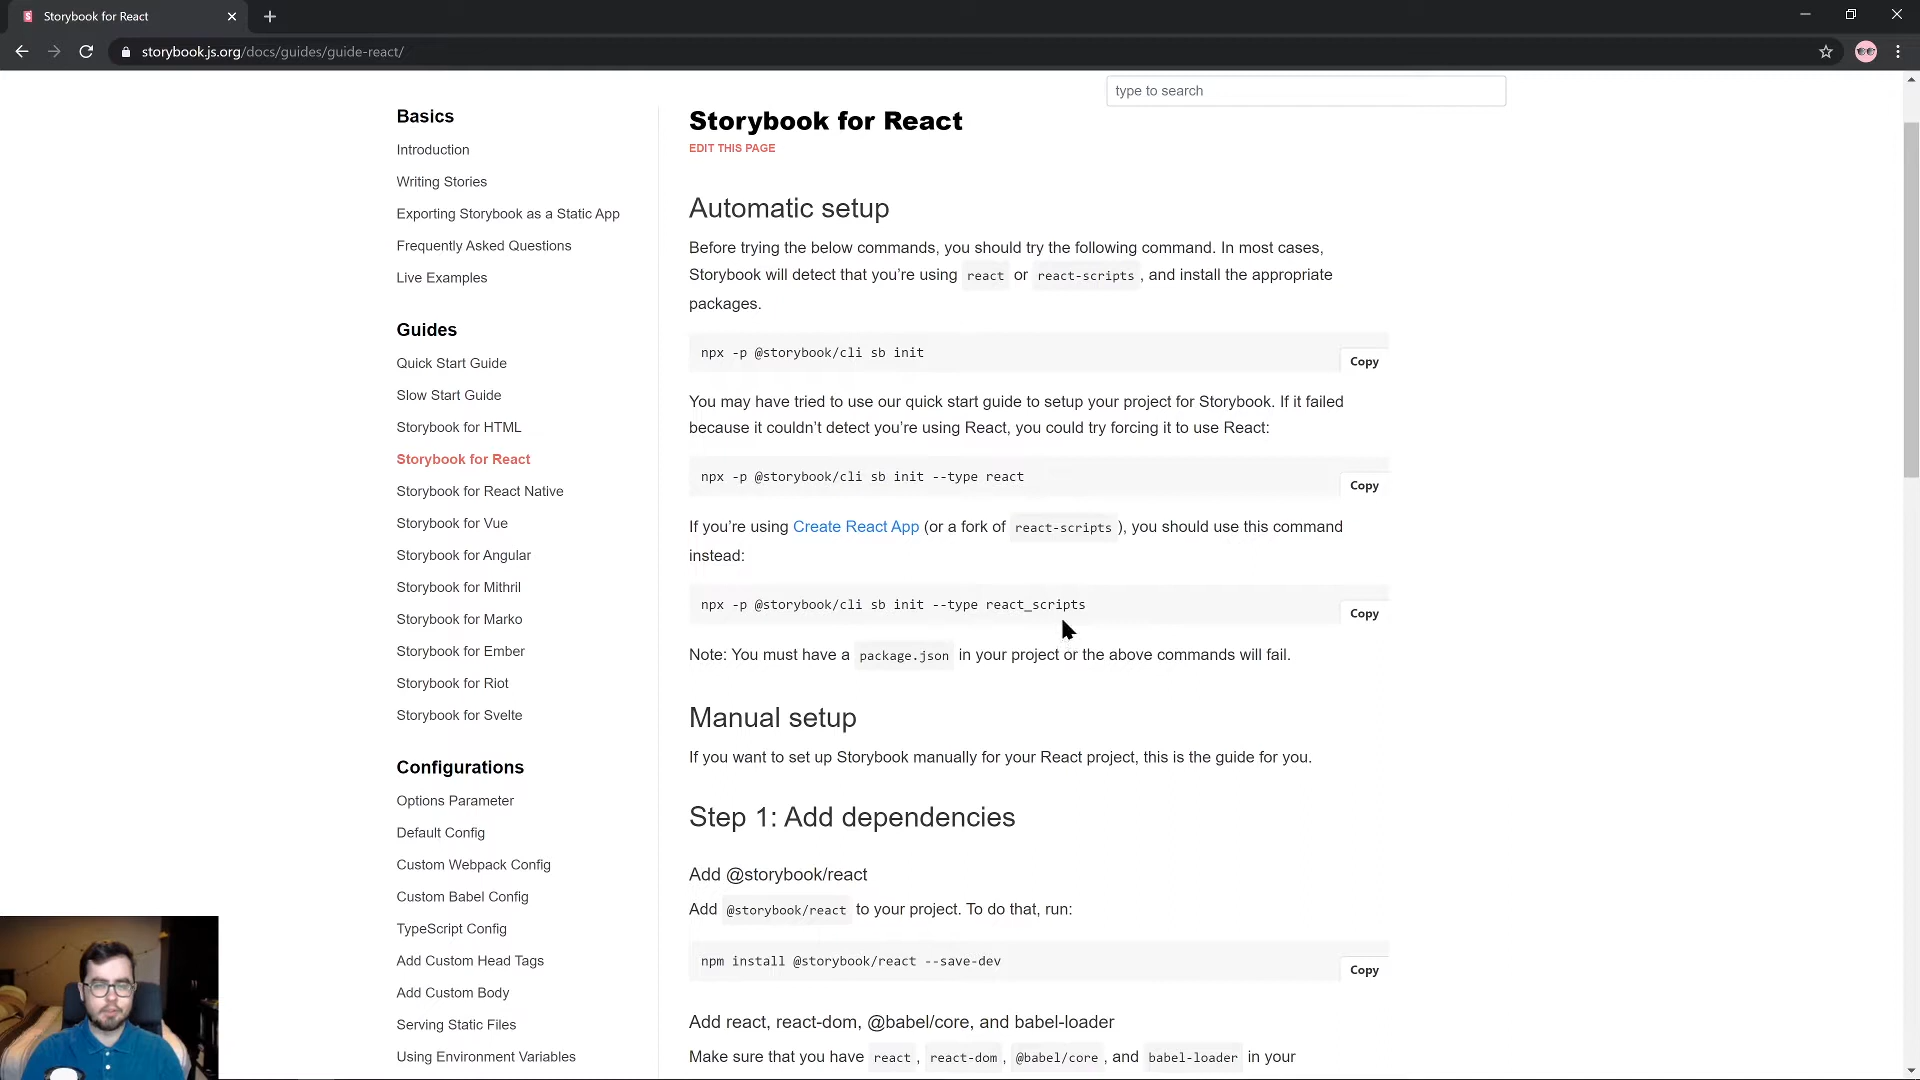 Storybook for React
storybook.js.org/docs/guides/guide-react/
type to search
Basics
Introduction
Writing Stories
Exporting Storybook as a Static App
Frequently Asked Questions
Live Examples
Guides
Quick Start Guide
Slow Start Guide
Storybook for HTML
Storybook for React
Storybook for React Native
Storybook for Vue
Storybook for Angular
Storybook for Mithril
Storybook for Marko
Storybook for Ember
Storybook for Riot
Storybook for Svelte
Configurations
Options Parameter
Default Config
Custom Webpack Config
Custom Babel Config
TypeScript Config
Add Custom Head Tags
Add Custom Body
Serving Static Files
Using Environment Variables
Storybook for React
EDIT THIS PAGE
Automatic setup
Before trying the below commands, you should try the following command. In most cases,
Storybook will detect that you’re using react or react-scripts , and install the appropriate
packages.
npx -p @storybook/cli sb init
Copy
You may have tried to use our quick start guide to setup your project for Storybook. If it failed
because it couldn’t detect you’re using React, you could try forcing it to use React:
npx -p @storybook/cli sb init --type react
Copy
If you’re using Create React App (or a fork of react-scripts ), you should use this command
instead:
npx -p @storybook/cli sb init --type react_scripts
Copy
Note: You must have a package.json in your project or the above commands will fail.
Manual setup
If you want to set up Storybook manually for your React project, this is the guide for you.
Step 1: Add dependencies
Add @storybook/react
Add @storybook/react to your project. To do that, run:
npm install @storybook/react --save-dev
Copy
Add react, react-dom, @babel/core, and babel-loader
Make sure that you have react , react-dom , @babel/core , and babel-loader in your